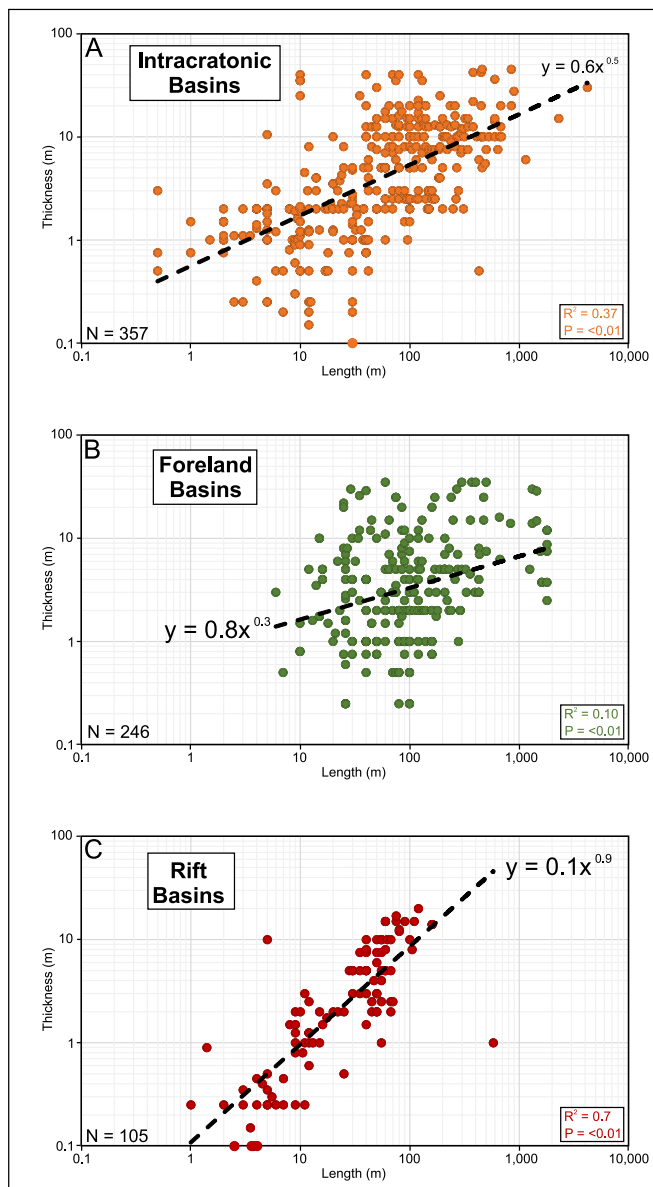 A
Intracratonic
Basins
y = 0.6x^0.5
100
10
1
0.1
Thickness (m)
N = 357
R² = 0.37
P = <0.01
0.1 1 10 100 1,000 10,000
Length (m)
B
Foreland
Basins
y = 0.8x^0.3
100
10
1
0.1
Thickness (m)
N = 246
R² = 0.10
P = <0.01
0.1 1 10 100 1,000 10,000
Length (m)
C
Rift
Basins
y = 0.1x^0.9
100
10
1
0.1
Thickness (m)
N = 105
R² = 0.7
P = <0.01
0.1 1 10 100 1,000 10,000
Length (m)